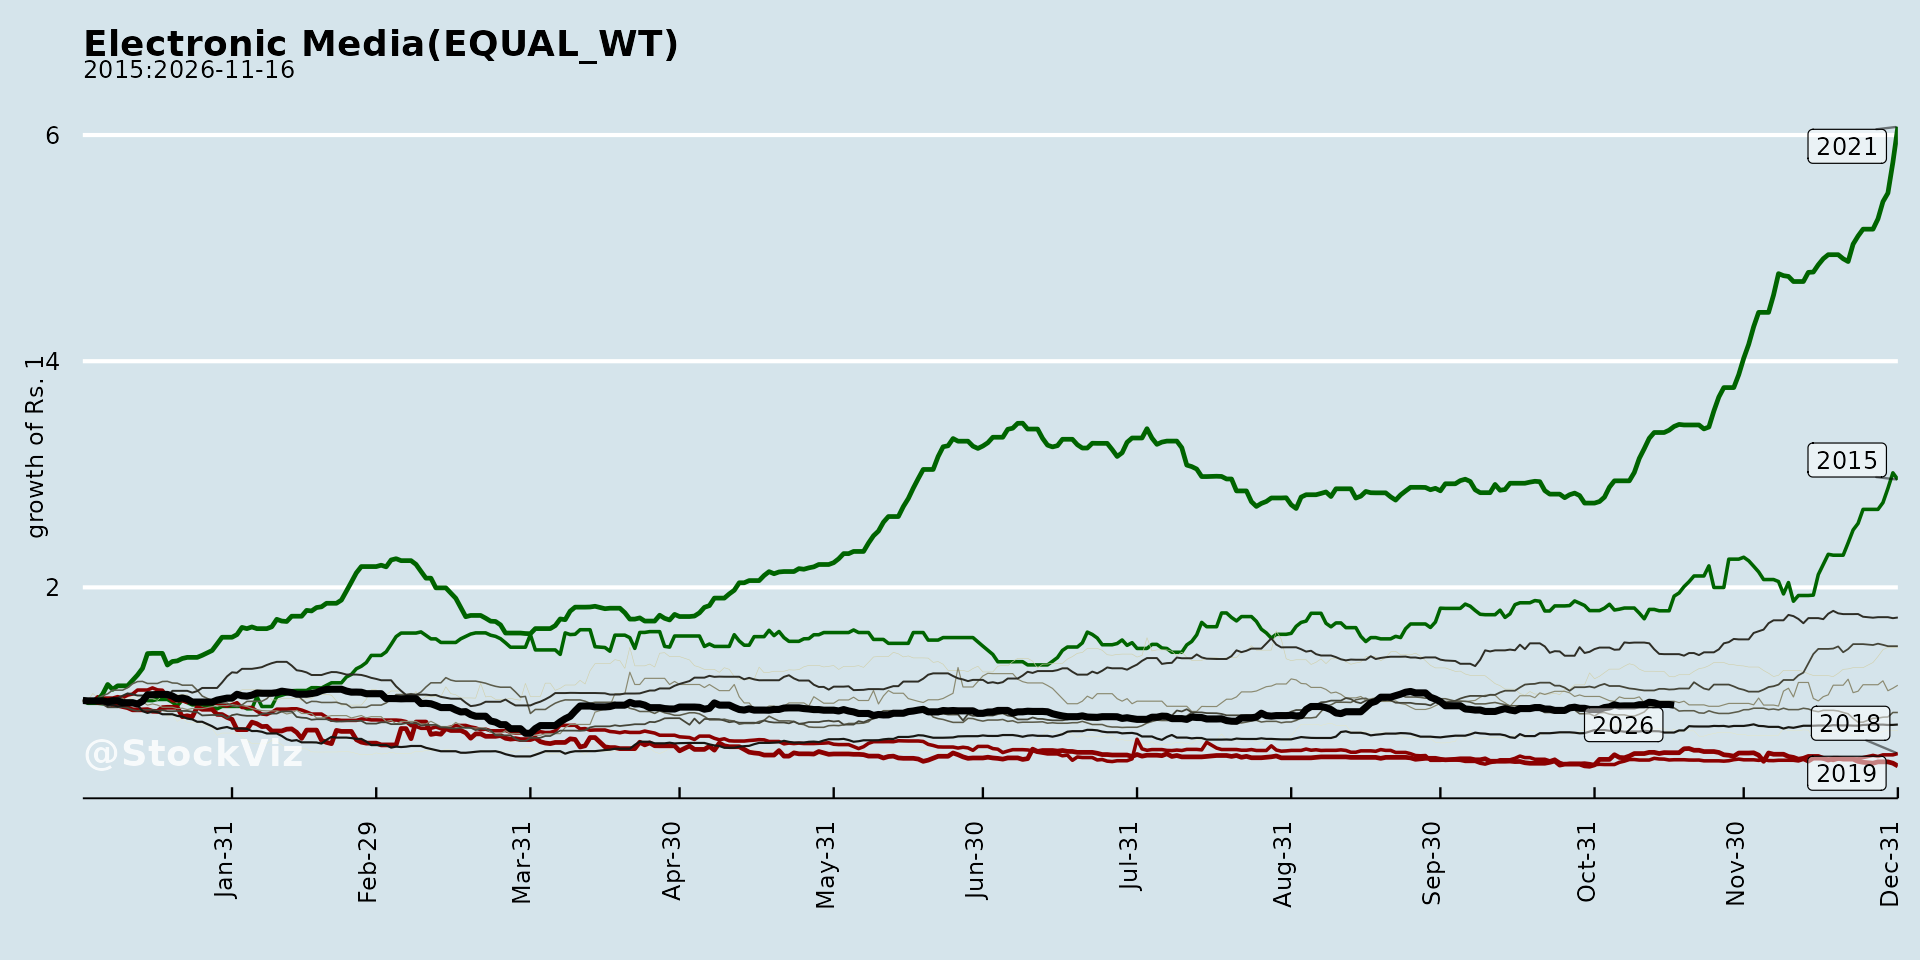 Electronic Media(EQUAL_WT)
2015:2026-11-16
growth of Rs. 1
6
4
2
2021
2015
2026
2018
2019
@StockViz
Jan-31
Feb-29
Mar-31
Apr-30
May-31
Jun-30
Jul-31
Aug-31
Sep-30
Oct-31
Nov-30
Dec-31